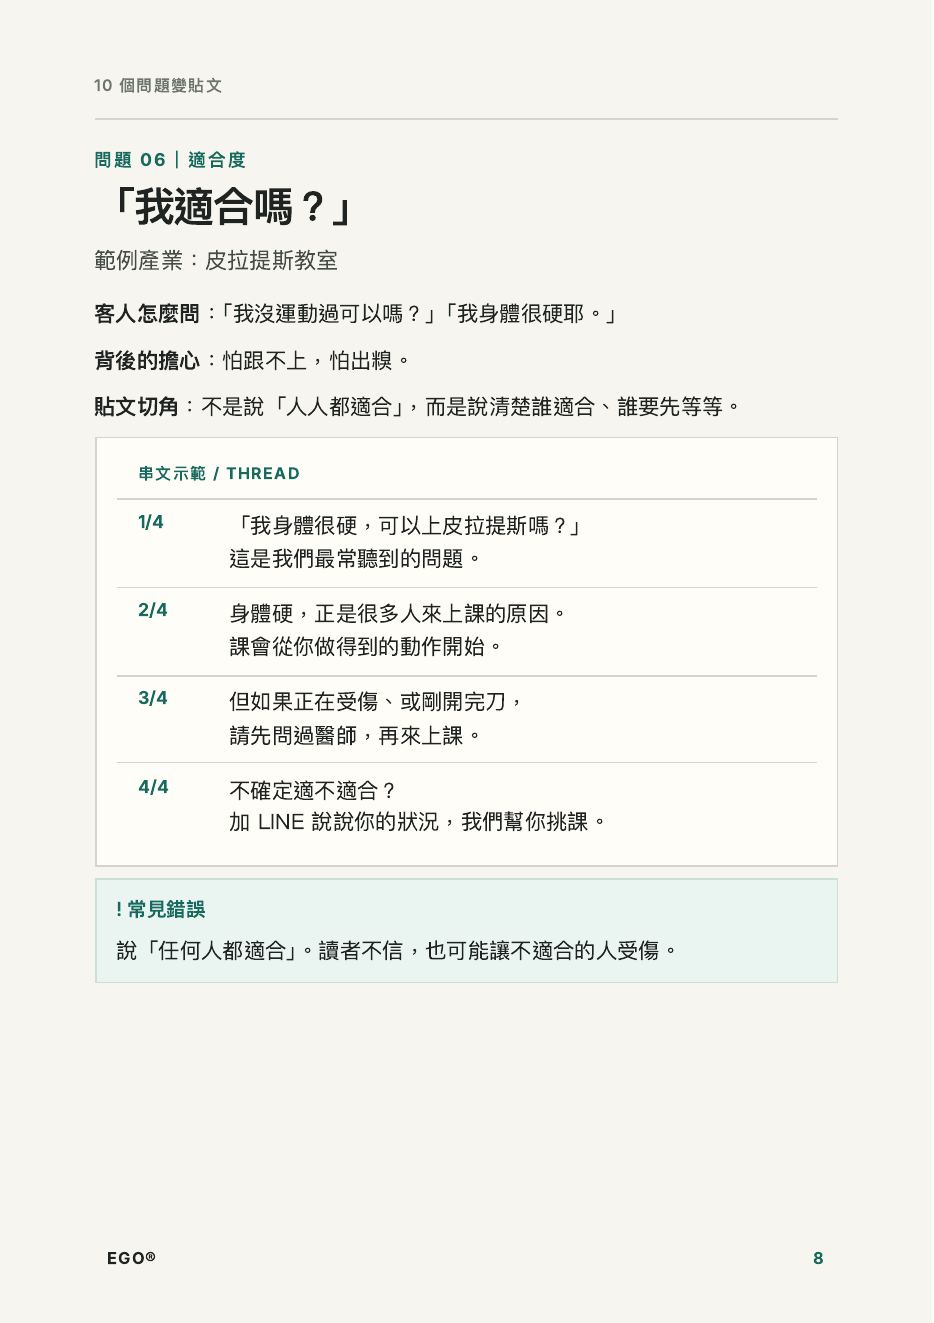 10 個問題變貼文
問題 06｜適合度
「我適合嗎？」
範例產業：皮拉提斯教室
客人怎麼問：「我沒運動過可以嗎？」「我身體很硬耶。」
背後的擔心：怕跟不上，怕出糗。
貼文切角：不是說「人人都適合」，而是說清楚誰適合、誰要先等等。
串文示範 / THREAD
1/4 「我身體很硬，可以上皮拉提斯嗎？」
這是我們最常聽到的問題。
2/4 身體硬，正是很多人來上課的原因。
課會從你做得到的動作開始。
3/4 但如果正在受傷、或剛開完刀，
請先問過醫師，再來上課。
4/4 不確定適不適合？
加 LINE 說說你的狀況，我們幫你挑課。
! 常見錯誤
說「任何人都適合」。讀者不信，也可能讓不適合的人受傷。
EGO® 8